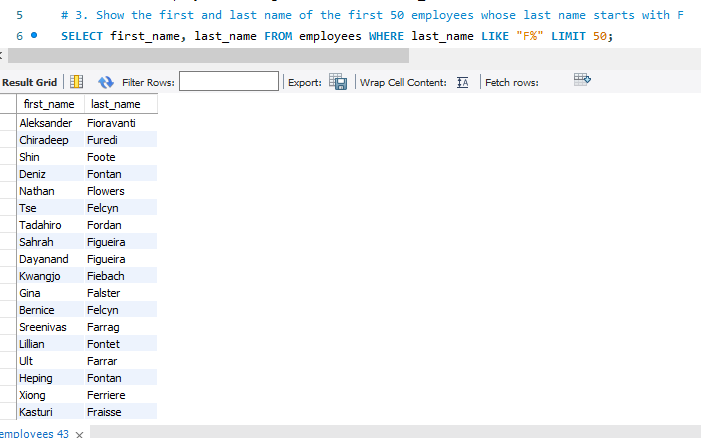 5 # 3. Show the first and last name of the first 50 employees whose last name starts with F
6 SELECT first_name, last_name FROM employees WHERE last_name LIKE "F%" LIMIT 50;
Result Grid Filter Rows: Export: Wrap Cell Content: Fetch rows:
first_name last_name
Aleksander Fioravanti
Chiradeep Furedi
Shin Foote
Deniz Fontan
Nathan Flowers
Tse Felcyn
Tadahiro Fordan
Sahrah Figueira
Dayanand Figueira
Kwangjo Fiebach
Gina Falster
Bernice Felcyn
Sreenivas Farrag
Lillian Fontet
Ult Farrar
Heping Fontan
Xiong Ferriere
Kasturi Fraisse
employees 43